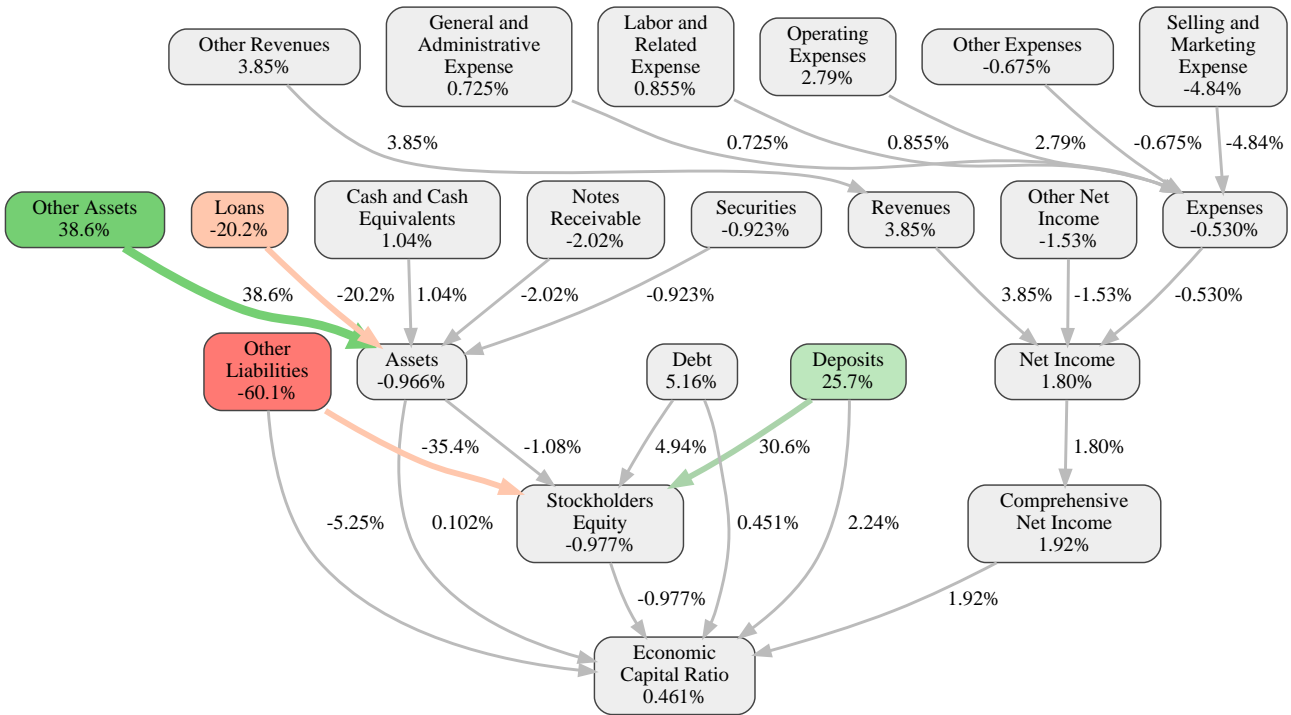 Other Revenues
3.85%
General and
Administrative
Expense
0.725%
Labor and
Related
Expense
0.855%
Operating
Expenses
2.79%
Other Expenses
-0.675%
Selling and
Marketing
Expense
-4.84%
3.85%
0.725%
0.855%
2.79%
-0.675%
-4.84%
Other Assets
38.6%
Loans
-20.2%
Cash and Cash
Equivalents
1.04%
Notes
Receivable
-2.02%
Securities
-0.923%
Revenues
3.85%
Other Net
Income
-1.53%
Expenses
-0.530%
38.6%
-20.2%
1.04%
-2.02%
-0.923%
3.85%
-1.53%
-0.530%
Other
Liabilities
-60.1%
Assets
-0.966%
Debt
5.16%
Deposits
25.7%
Net Income
1.80%
-35.4%
-1.08%
4.94%
30.6%
1.80%
Stockholders
Equity
-0.977%
Comprehensive
Net Income
1.92%
-5.25%
0.102%
0.451%
2.24%
-0.977%
1.92%
Economic
Capital Ratio
0.461%